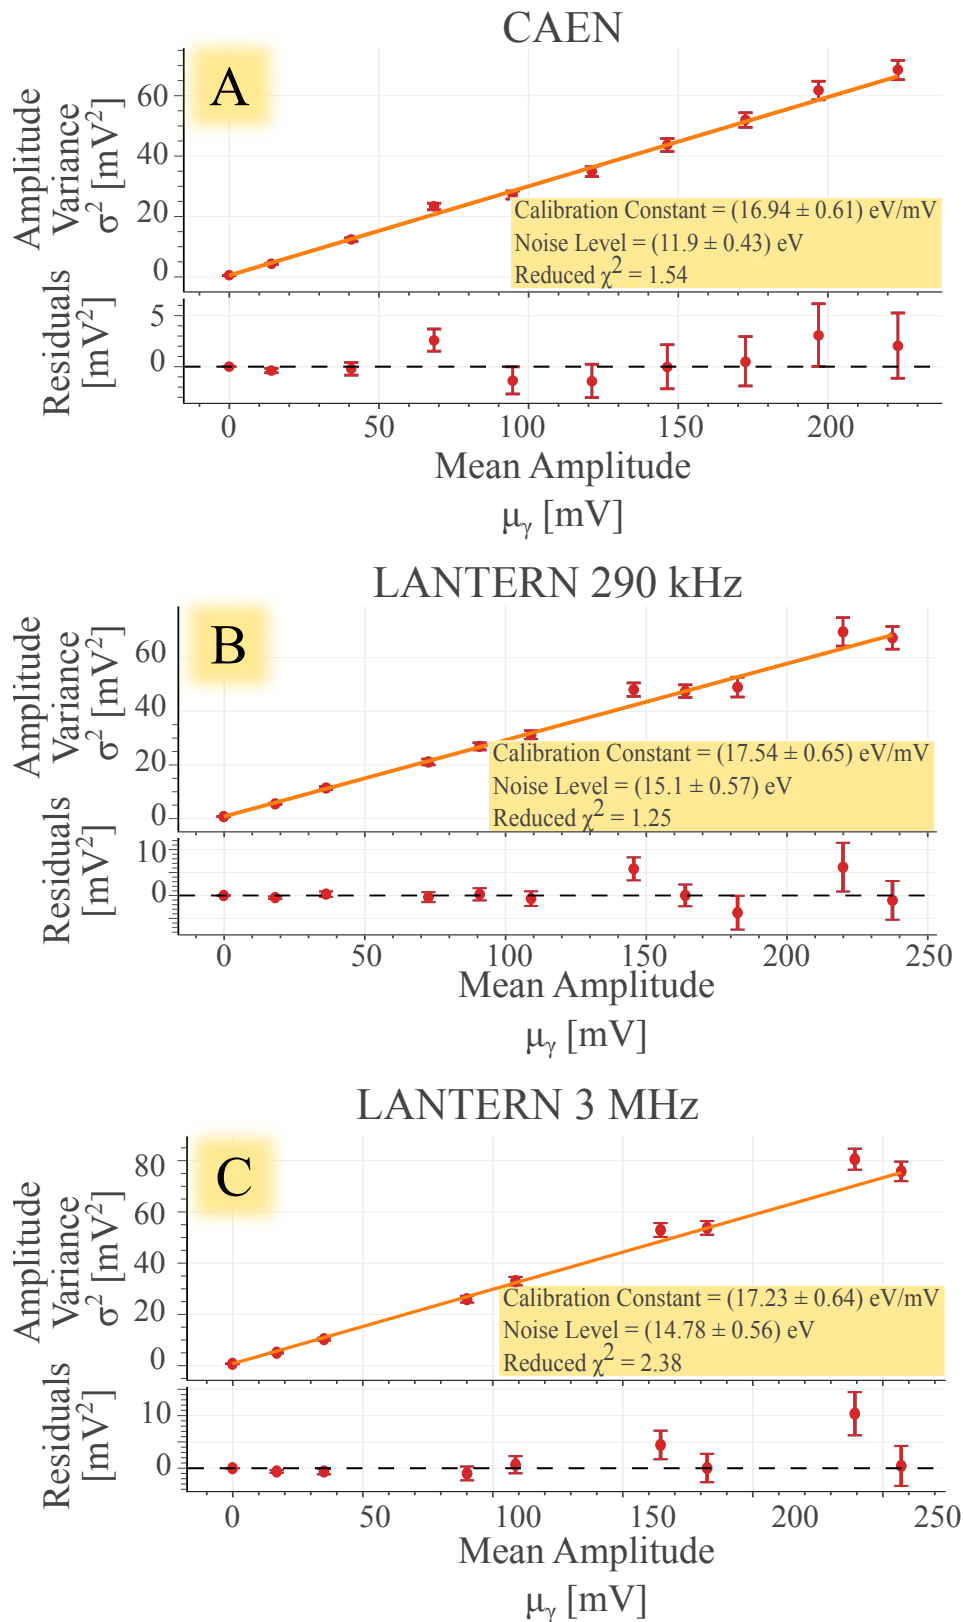 CAEN
A
Amplitude
Variance
σ² [mV²]
60
40
20
0
Calibration Constant = (16.94 ± 0.61) eV/mV
Noise Level = (11.9 ± 0.43) eV
Reduced χ² = 1.54
Residuals
[mV²]
5
0
0 50 100 150 200
Mean Amplitude
μᵧ [mV]
LANTERN 290 kHz
B
Amplitude
Variance
σ² [mV²]
60
40
20
0
Calibration Constant = (17.54 ± 0.65) eV/mV
Noise Level = (15.1 ± 0.57) eV
Reduced χ² = 1.25
Residuals
[mV²]
10
0
0 50 100 150 200 250
Mean Amplitude
μᵧ [mV]
LANTERN 3 MHz
C
Amplitude
Variance
σ² [mV²]
80
60
40
20
0
Calibration Constant = (17.23 ± 0.64) eV/mV
Noise Level = (14.78 ± 0.56) eV
Reduced χ² = 2.38
Residuals
[mV²]
10
0
0 50 100 150 200 250
Mean Amplitude
μᵧ [mV]